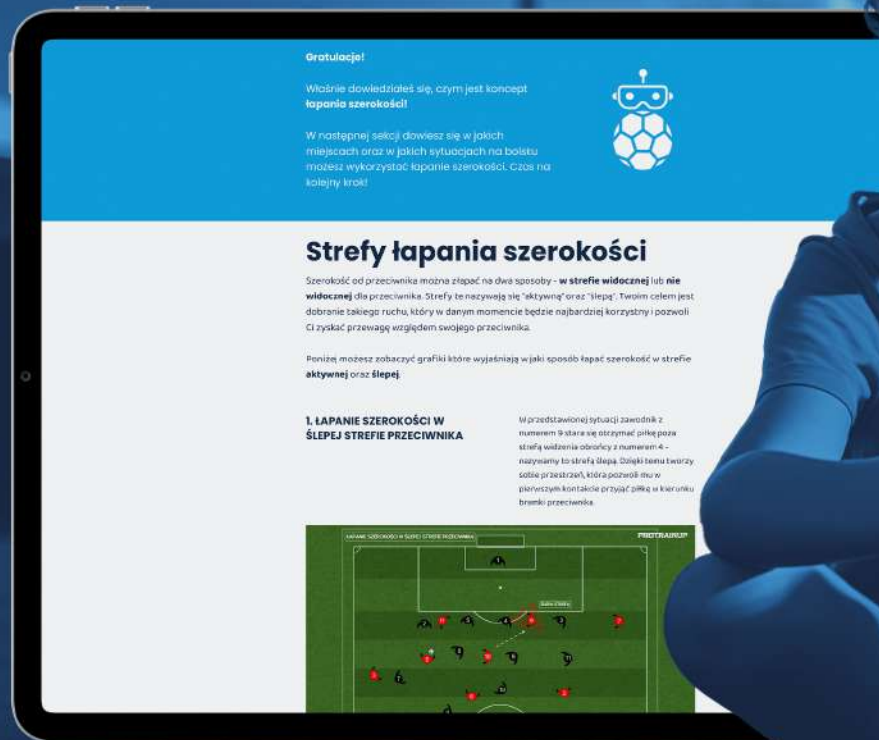 Gratulacje!
Właśnie dowiedziałeś się, czym jest koncept
łapania szerokości!
W następnej sekcji dowiesz się w jakich
miejscach oraz w jakich sytuacjach na boisku
możesz wykorzystać łapanie szerokości. Czas na
kolejny krok!
Strefy łapania szerokości
Szerokość od przeciwnika można złapać na dwa sposoby - w strefie widocznej lub nie
widocznej dla przeciwnika. Strefy te nazywają się "aktywną" oraz "ślepą". Twoim celem jest
dobranie takiego ruchu, który w danym momencie będzie najbardziej korzystny i pozwoli
Ci zyskać przewagę względem swojego przeciwnika.
Poniżej możesz zobaczyć grafiki które wyjaśniają w jaki sposób łapać szerokość w strefie
aktywnej oraz ślepej.
1. ŁAPANIE SZEROKOŚCI W
ŚLEPEJ STREFIE PRZECIWNIKA
W przedstawionej sytuacji zawodnik z
numerem 9 stara się otrzymać piłkę poza
strefą widzenia obrońcy z numerem 4 -
nazywamy to strefą ślepą. Dzięki temu tworzy
sobie przestrzeń, która pozwoli mu w
pierwszym kontakcie przyjąć piłkę w kierunku
bramki przeciwnika.
ŁAPANIE SZEROKOŚCI W ŚLEPEJ STREFIE PRZECIWNIKA
PROTRAINUP